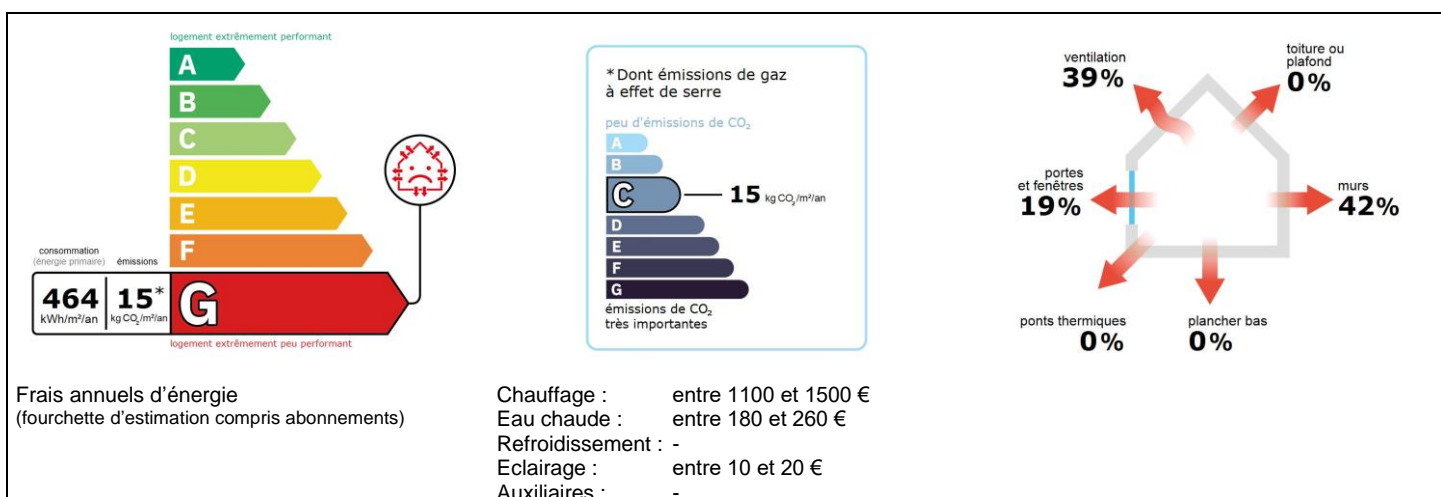 logement extrêmement performant
A
B
C
D
E
F
G
consommation
(énergie primaire)
émissions
464
kWh/m²/an
15*
kg CO₂/m²/an
logement extrêmement peu performant
*Dont émissions de gaz
à effet de serre
peu d'émissions de CO₂
A
B
C
15 kg CO₂/m²/an
D
E
F
G
émissions de CO₂
très importantes
ventilation
39%
toiture ou
plafond
0%
portes
et fenêtres
19%
murs
42%
ponts thermiques
0%
plancher bas
0%
Frais annuels d'énergie
(fourchette d'estimation compris abonnements)
Chauffage : entre 1100 et 1500 €
Eau chaude : entre 180 et 260 €
Refroidissement : -
Eclairage : entre 10 et 20 €
Auxiliaires : -